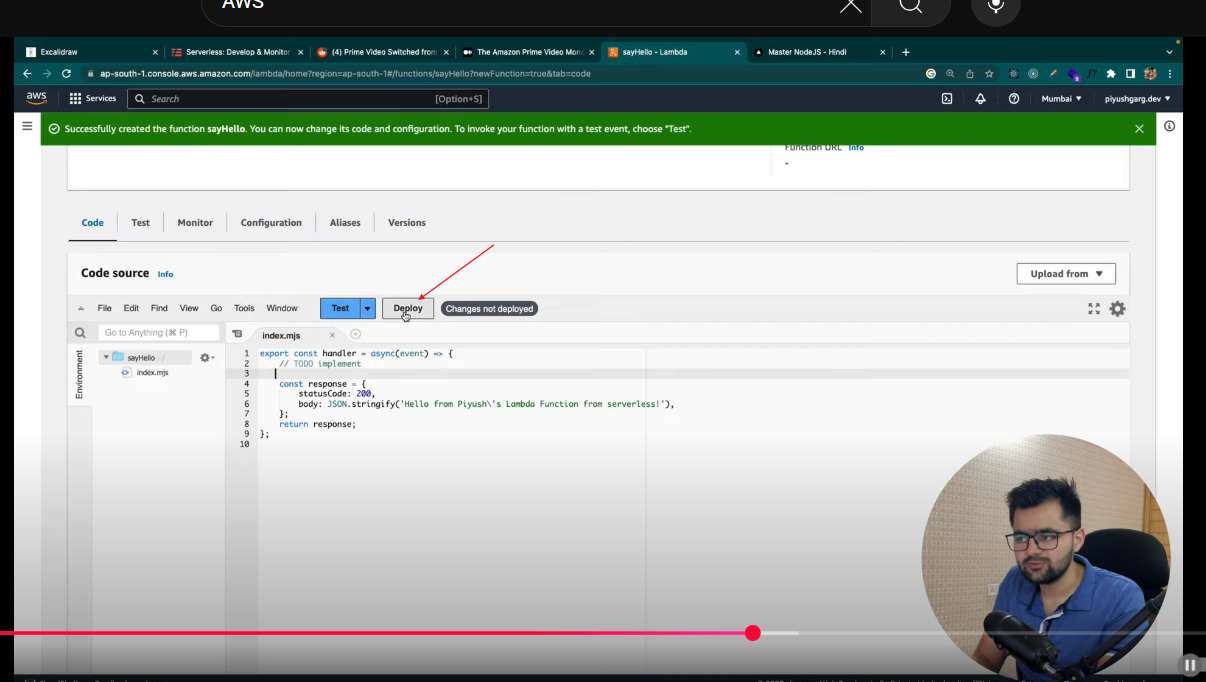 AWS
Excalidraw
Serverless: Develop & Monitor
(4) Prime Video Switched from
The Amazon Prime Video Mon
sayHello - Lambda
Master NodeJS - Hindi
ap-south-1.console.aws.amazon.com/lambda/home?region=ap-south-1#/functions/sayHello?newFunction=true&tab=code
aws
Services
Search
[Option+S]
Mumbai
piyushgarg.dev
Successfully created the function sayHello. You can now change its code and configuration. To invoke your function with a test event, choose "Test".
Function URL Info
-
Code
Test
Monitor
Configuration
Aliases
Versions
Code source Info
Upload from
File Edit Find View Go Tools Window
Test
Deploy
Changes not deployed
Go to Anything (⌘ P)
index.mjs
Environment
sayHello - /
index.mjs
1 export const handler = async(event) => {
2 // TODO implement
3
4 const response = {
5 statusCode: 200,
6 body: JSON.stringify('Hello from Piyush\'s Lambda Function from serverless!'),
7 };
8 return response;
9 };
10